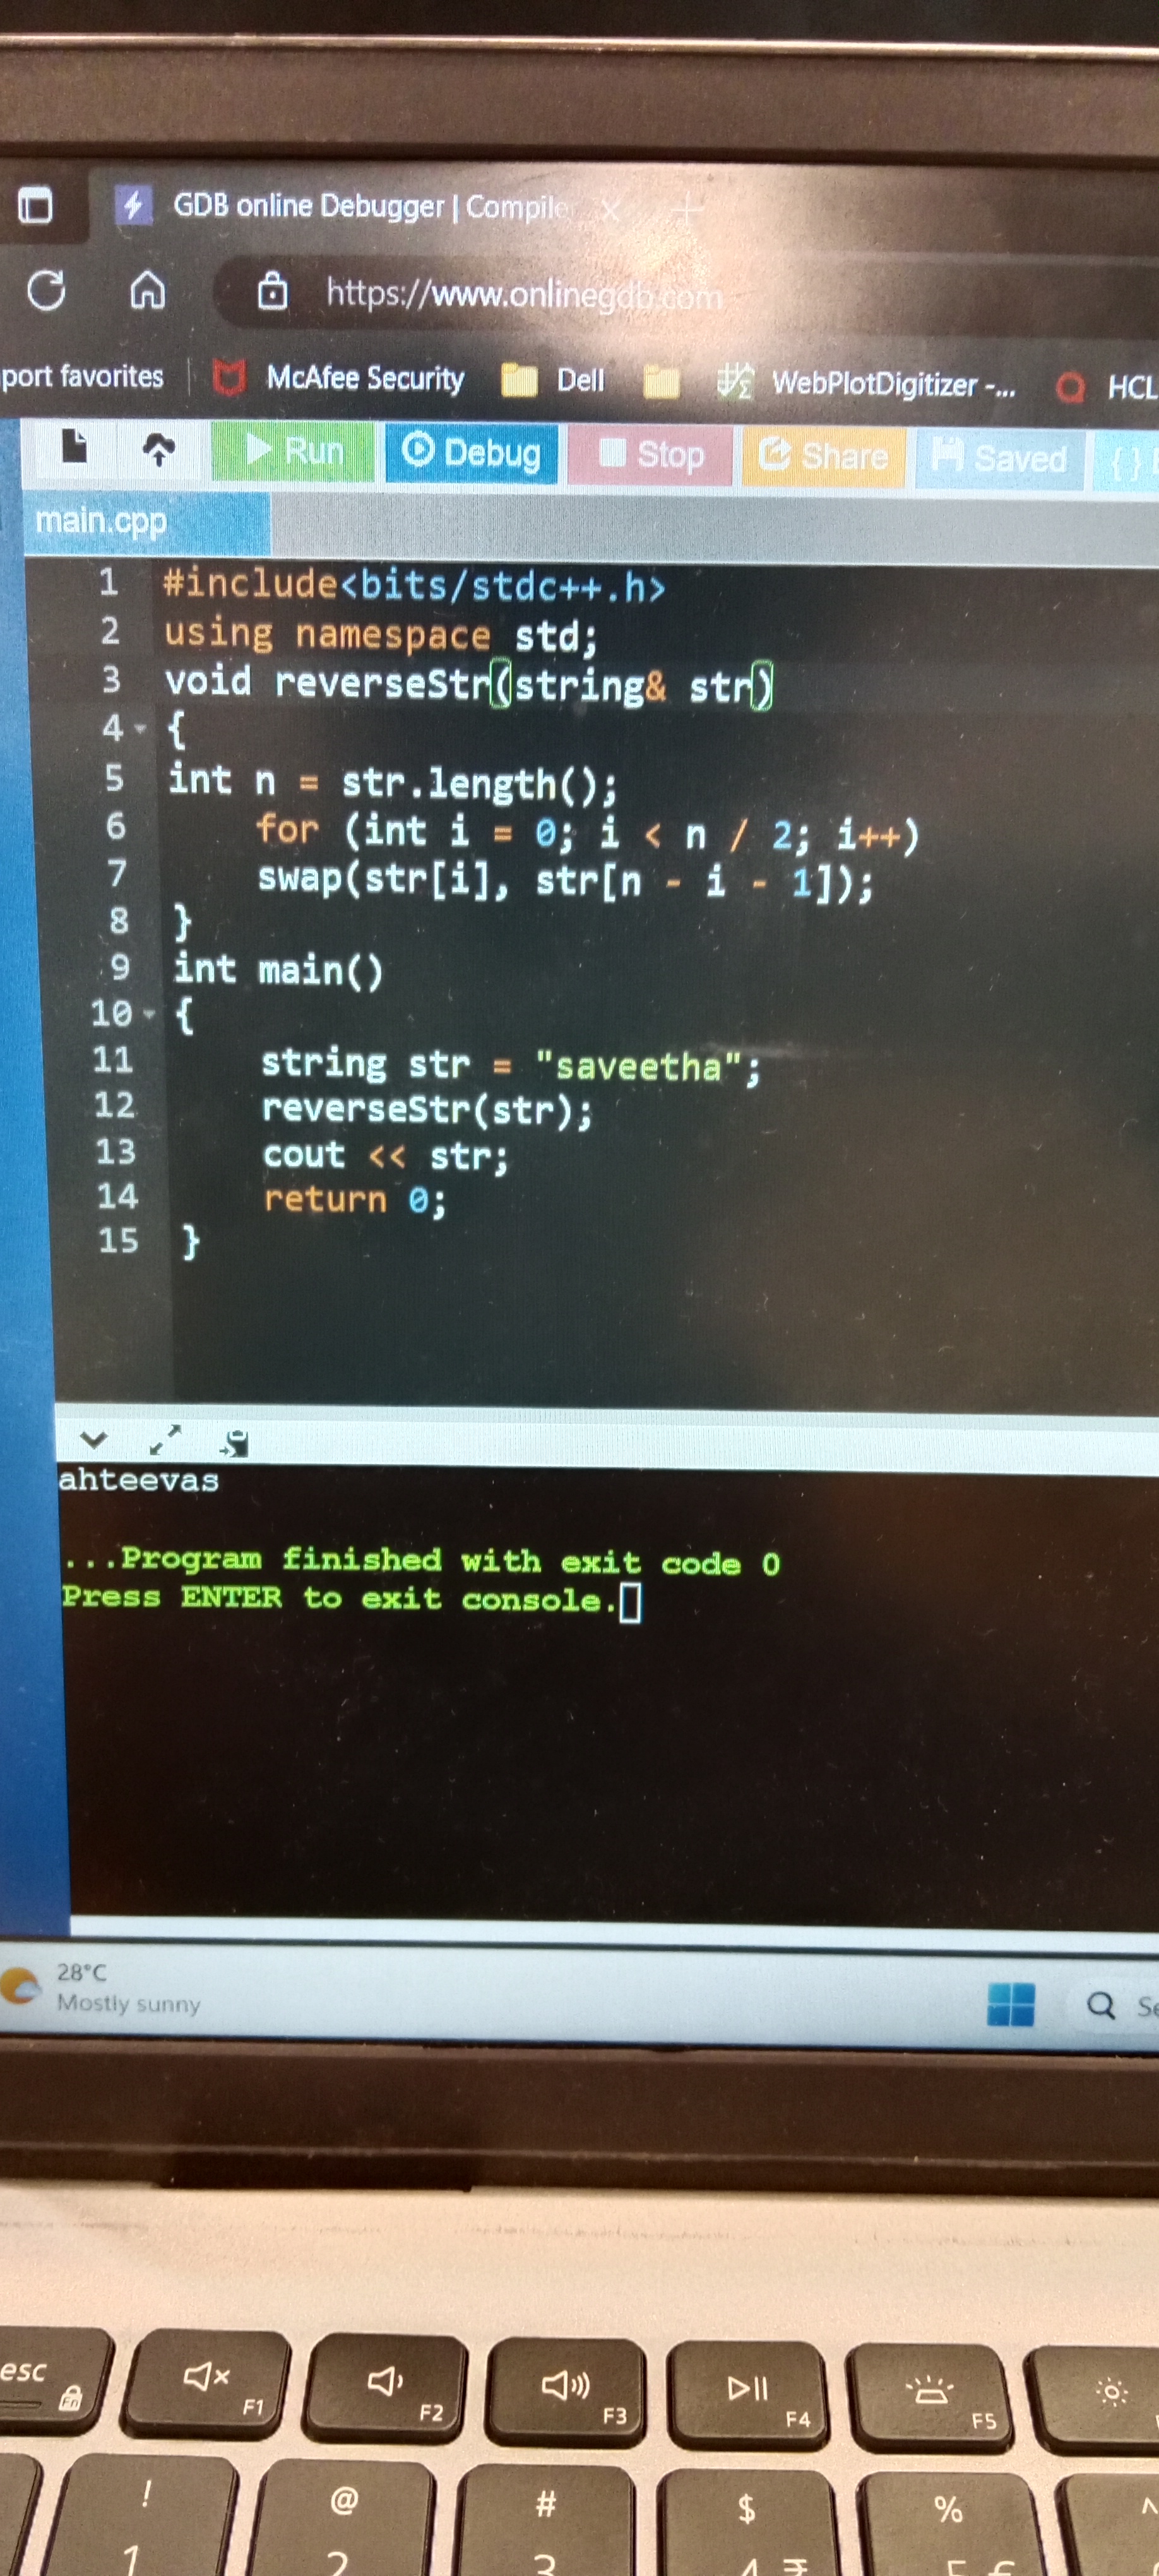 GDB online Debugger | Compile
https://www.onlinegdb.com
port favorites McAfee Security Dell WebPlotDigitizer -... HCL
Run Debug Stop Share Saved { }
main.cpp
1 #include<bits/stdc++.h>
2 using namespace std;
3 void reverseStr(string& str)
4 {
5 int n = str.length();
6 for (int i = 0; i < n / 2; i++)
7 swap(str[i], str[n - i - 1]);
8 }
9 int main()
10 {
11 string str = "saveetha";
12 reverseStr(str);
13 cout << str;
14 return 0;
15 }
ahteevas
...Program finished with exit code 0
Press ENTER to exit console.
28°C
Mostly sunny
Se
esc Fn F1 F2 F3 F4 F5
! @ # $ % ^
1 2 3 4 ₹ 5 €